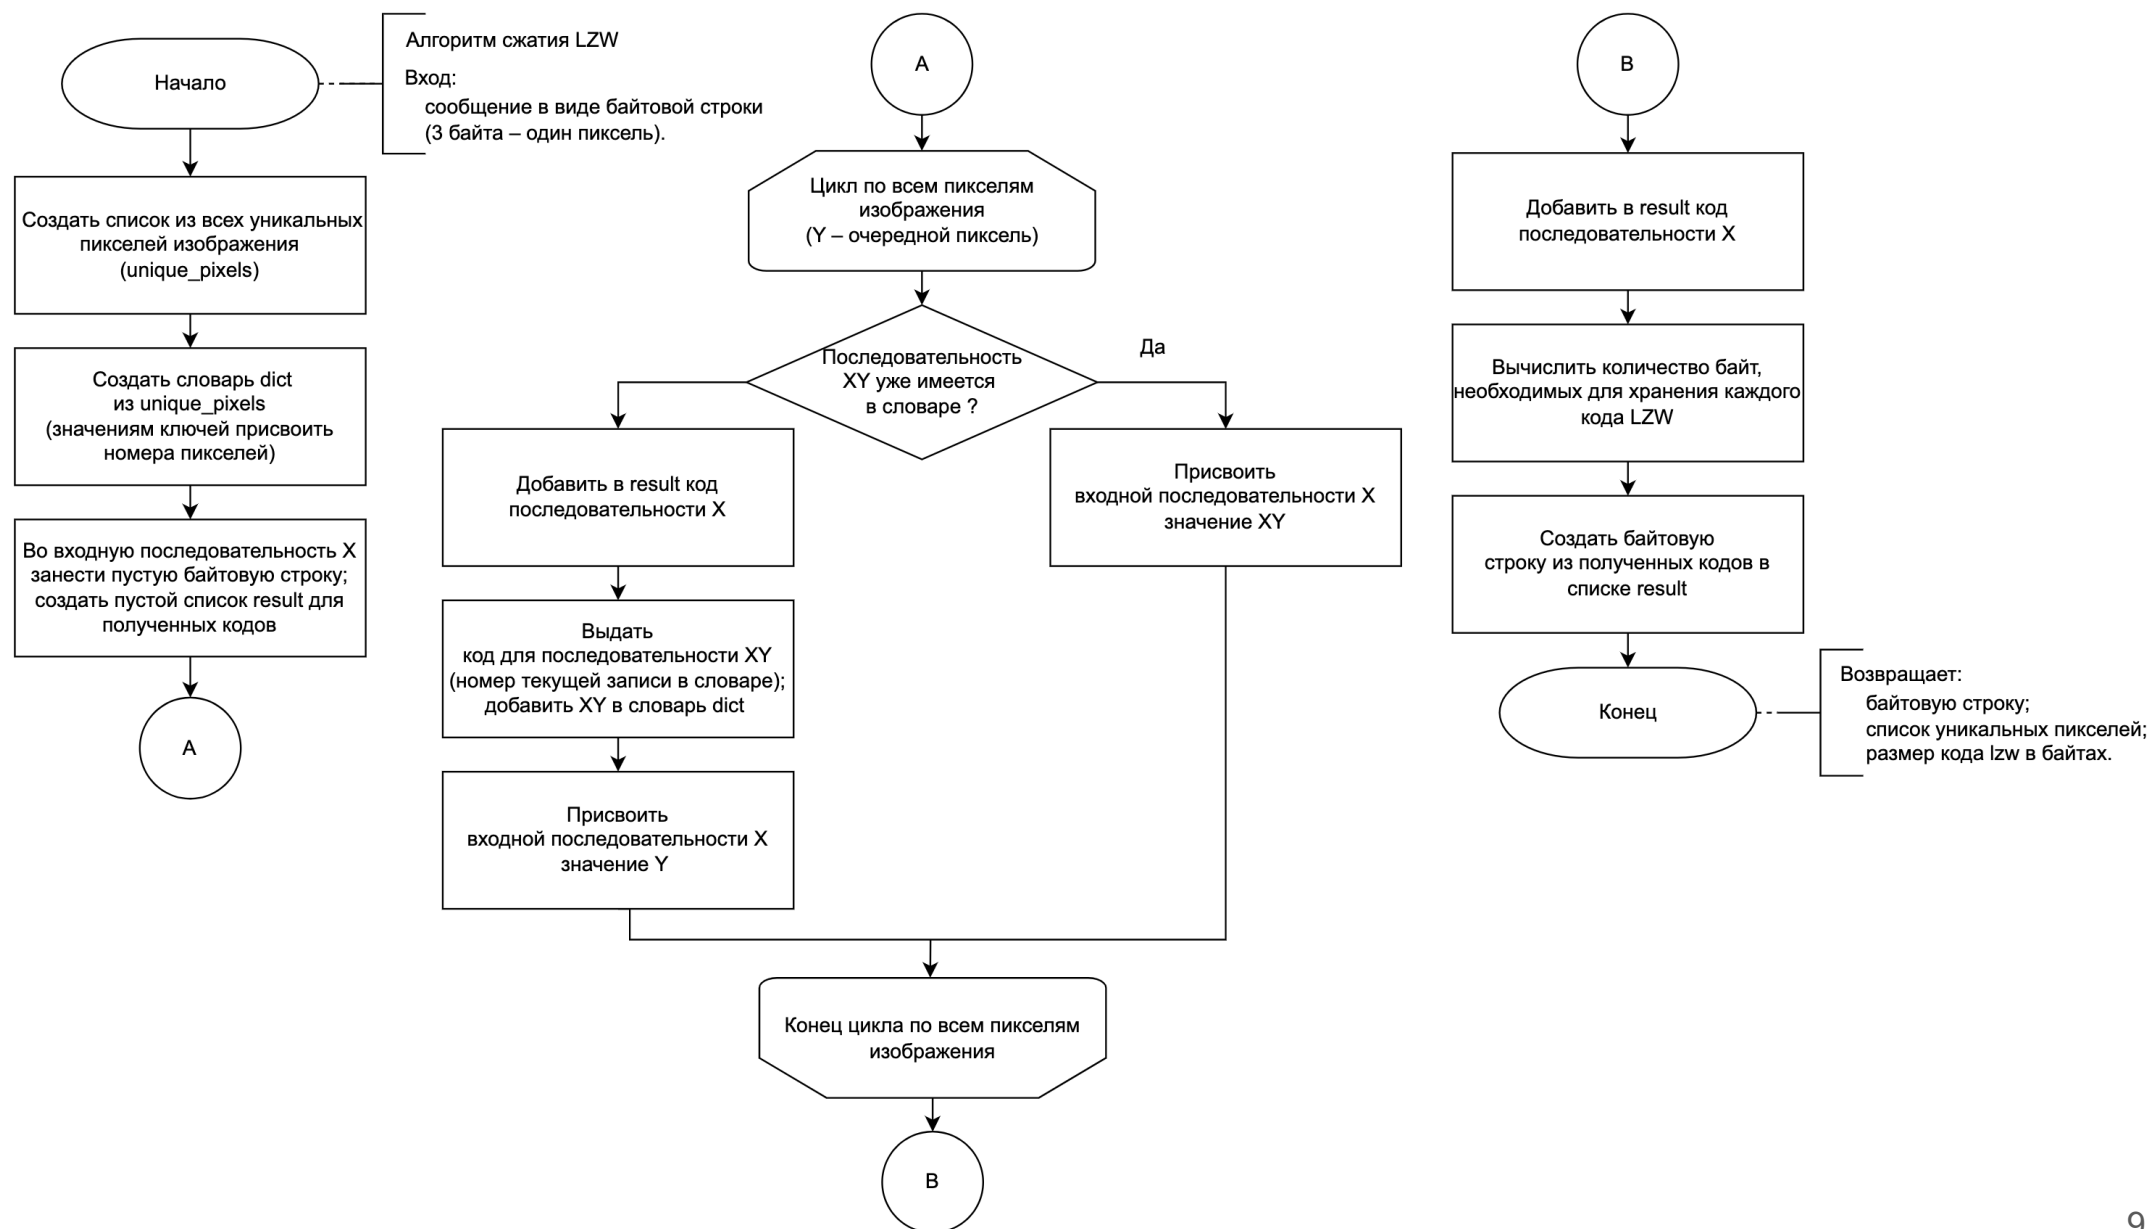 Начало
Алгоритм сжатия LZW
Вход:
сообщение в виде байтовой строки
(3 байта – один пиксель).
Создать список из всех уникальных
пикселей изображения
(unique_pixels)
Создать словарь dict
из unique_pixels
(значениям ключей присвоить
номера пикселей)
Во входную последовательность X
занести пустую байтовую строку;
создать пустой список result для
полученных кодов
A
A
Цикл по всем пикселям
изображения
(Y – очередной пиксель)
Последовательность
XY уже имеется
в словаре ?
Да
Добавить в result код
последовательности X
Выдать
код для последовательности XY
(номер текущей записи в словаре);
добавить XY в словарь dict
Присвоить
входной последовательности X
значение Y
Присвоить
входной последовательности X
значение XY
Конец цикла по всем пикселям
изображения
B
B
Добавить в result код
последовательности X
Вычислить количество байт,
необходимых для хранения каждого
кода LZW
Создать байтовую
строку из полученных кодов в
списке result
Конец
Возвращает:
байтовую строку;
список уникальных пикселей;
размер кода lzw в байтах.
9